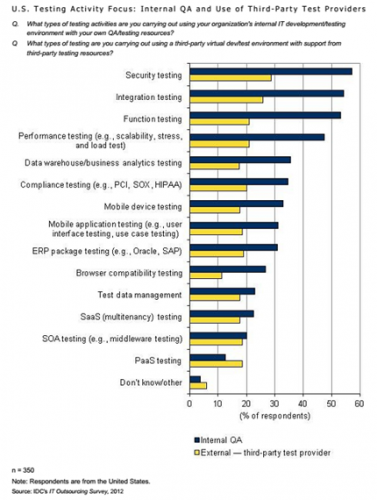 U.S. Testing Activity Focus: Internal QA and Use of Third-Party Test Providers
Q. What types of testing activities are you carrying out using your organization's internal IT development/testing
environment with your own QA/testing resources?
Q. What types of testing are you carrying out using a third-party virtual dev/test environment with support from
third-party testing resources?
Security testing
Integration testing
Function testing
Performance testing (e.g., scalability, stress,
and load test)
Data warehouse/business analytics testing
Compliance testing (e.g., PCI, SOX, HIPAA)
Mobile device testing
Mobile application testing (e.g., user
interface testing, use case testing)
ERP package testing (e.g., Oracle, SAP)
Browser compatibility testing
Test data management
SaaS (multitenancy) testing
SOA testing (e.g., middleware testing)
PaaS testing
Don't know/other
0 10 20 30 40 50 60
(% of respondents)
Internal QA
External — third-party test provider
n = 350
Note: Respondents are from the United States.
Source: IDC's IT Outsourcing Survey, 2012